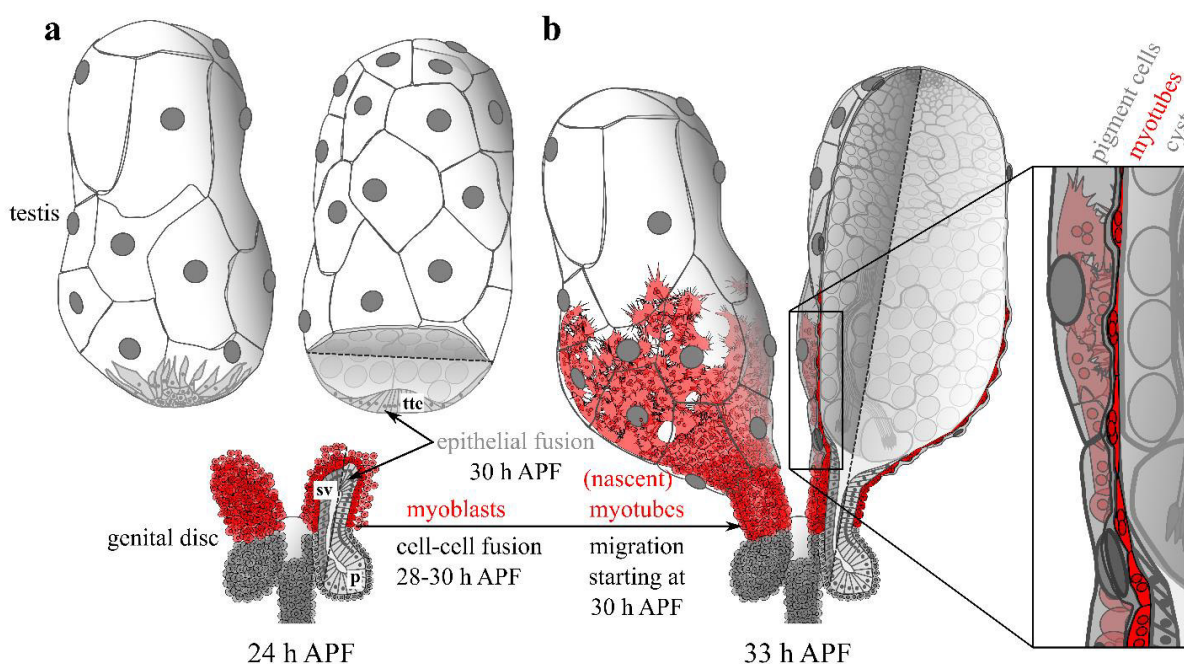 a
b
testis
ttc
epithelial fusion
30 h APF
sv
genital disc
p
myoblasts
cell-cell fusion
28-30 h APF
(nascent)
myotubes
migration
starting at
30 h APF
24 h APF
33 h APF
pigment cells
myotubes